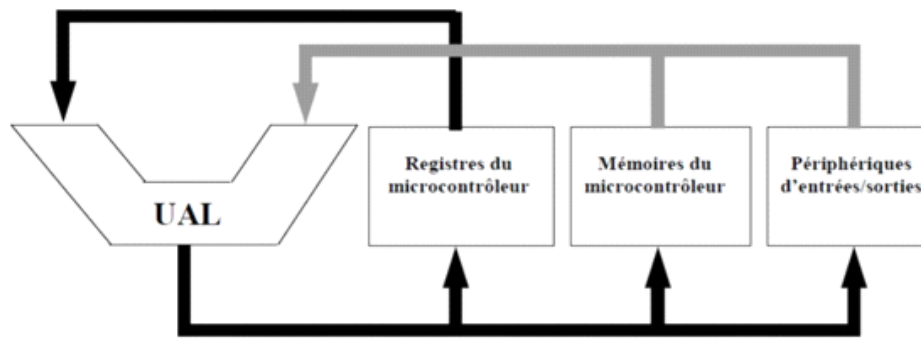 UAL
Registres du
microcontrôleur
Mémoires du
microcontrôleur
Périphériques
d'entrées/sorties